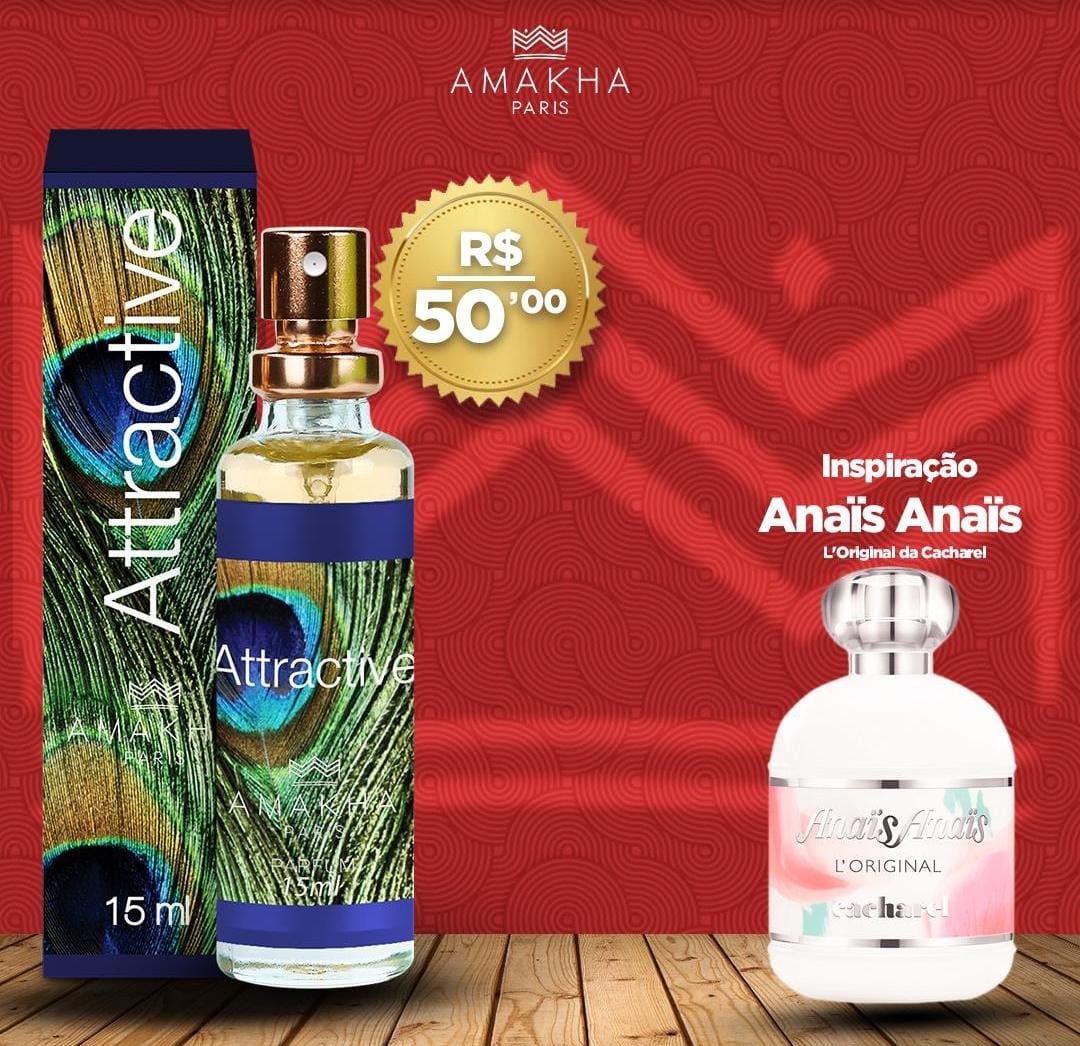 AMAKHA
PARIS
Attractive
AMAKH
PARIS
15 ml
R$
50,00
Attractive
AMAKHA
PARIS
PARFUM
15ml
Inspiração
Anaïs Anaïs
L'Original da Cacharel
Anaïs Anaïs
L'ORIGINAL
cacharel